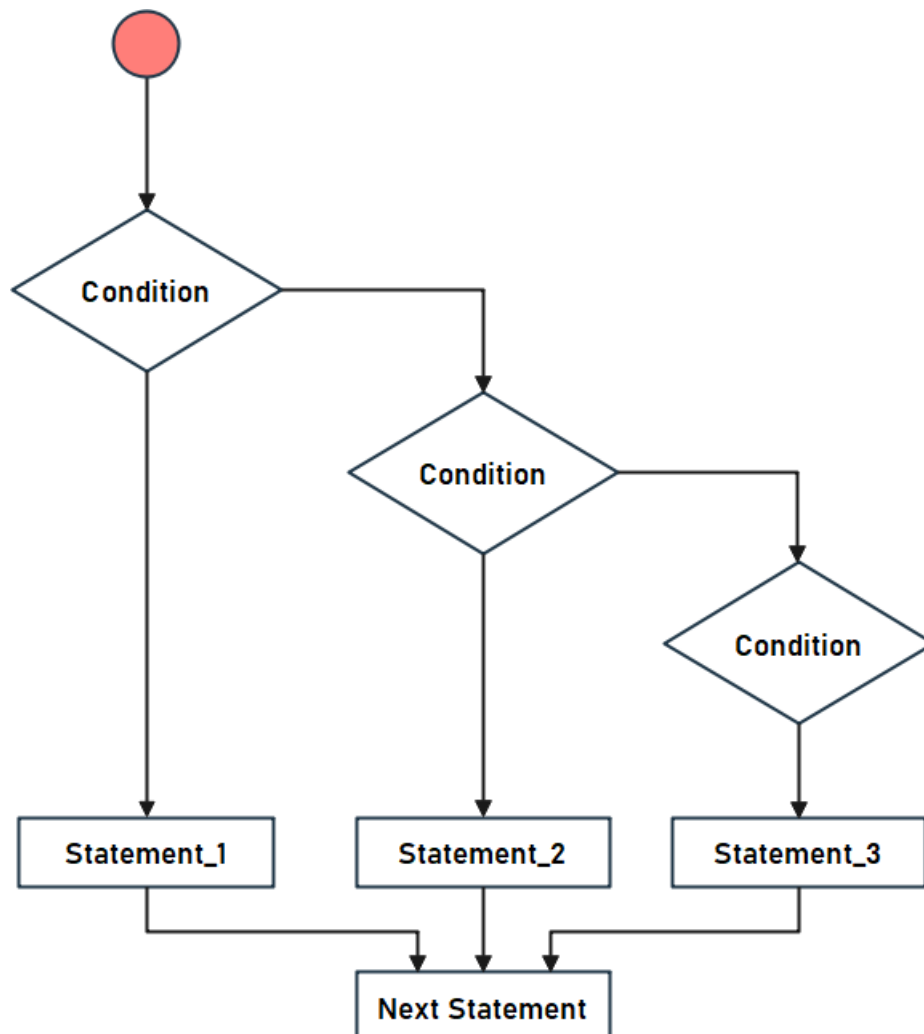 Condition
Condition
Condition
Statement_1
Statement_2
Statement_3
Next Statement